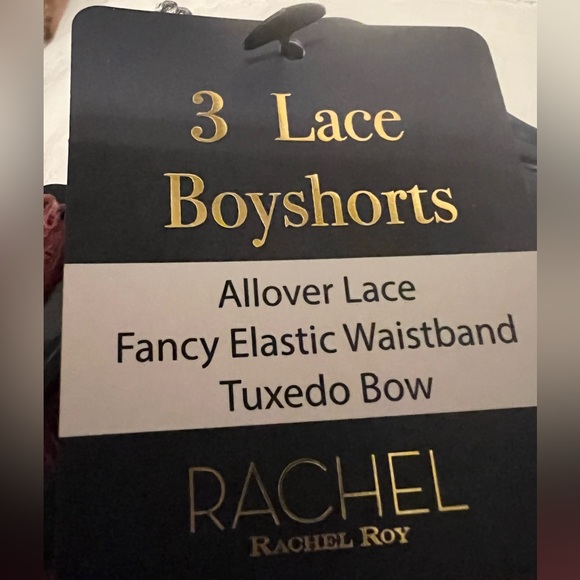 3 Lace
Boyshorts
Allover Lace
Fancy Elastic Waistband
Tuxedo Bow
RACHEL
RACHEL ROY